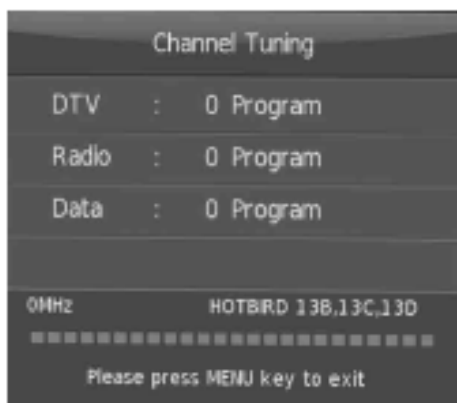 Channel Tuning
DTV : 0 Program
Radio : 0 Program
Data : 0 Program
0MHz HOTBIRD 13B,13C,13D
Please press MENU key to exit